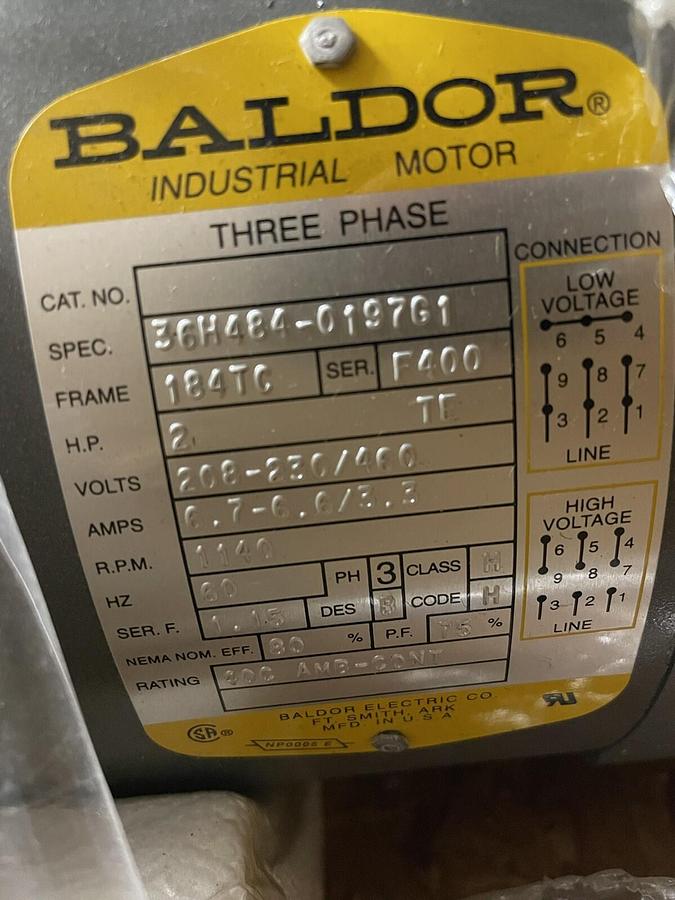 BALDOR®
INDUSTRIAL MOTOR
THREE PHASE
CAT. NO.
SPEC. 36H484-0197G1
FRAME 184TC SER. F400
H.P. 2 TE
VOLTS 208-230/460
AMPS 6.7-6.6/3.3
R.P.M. 1140
HZ 60 PH 3 CLASS H
SER. F. 1.15 DES B CODE H
NEMA NOM. EFF. 80 % P.F. 75 %
RATING AMB-CONT
BALDOR ELECTRIC CO.
FT. SMITH, ARK
MFD. IN U.S.A
SA ®
NP0006 E
CONNECTION
LOW
VOLTAGE
6 5 4
9 8 7
3 2 1
LINE
HIGH
VOLTAGE
6 5 4
9 8 7
3 2 1
LINE